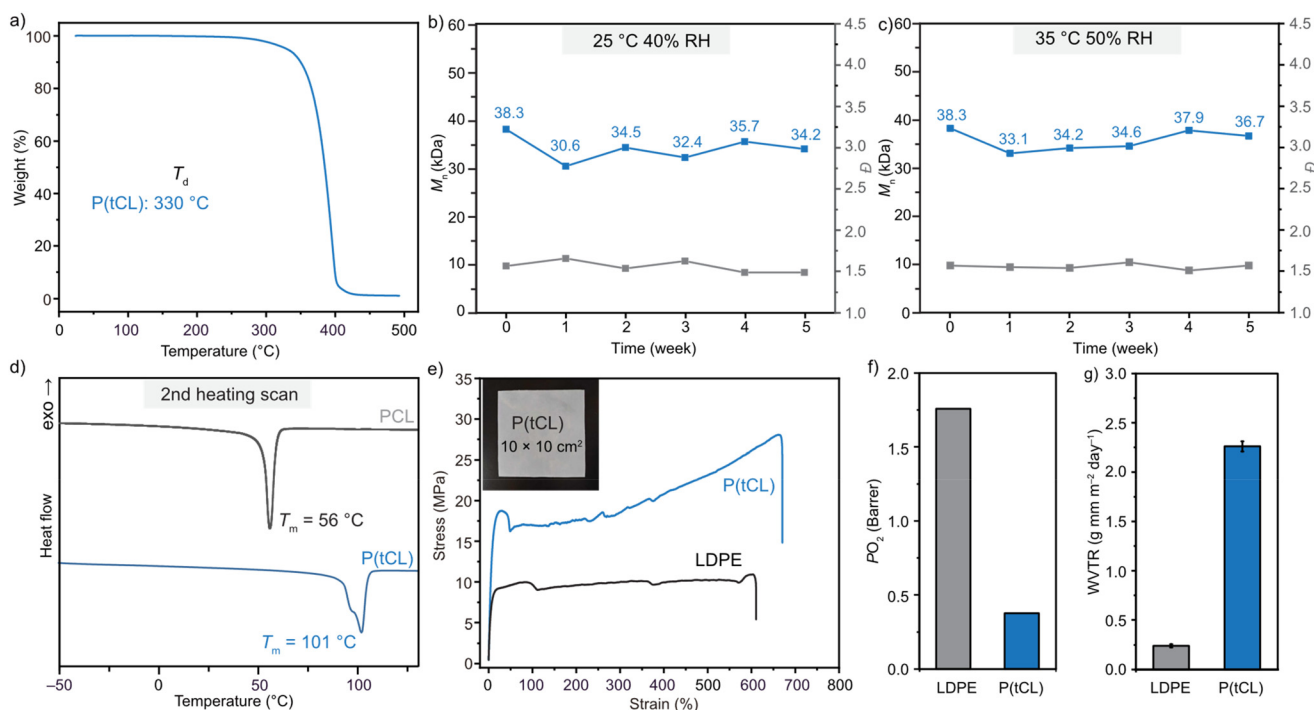 a)
100
80
60
40
20
0
Weight (%)
Td
P(tCL): 330 °C
0 100 200 300 400 500
Temperature (°C)
b)
25 °C 40% RH
60
50
40
30
20
10
0
Mn (kDa)
38.3 30.6 34.5 32.4 35.7 34.2
4.5
4.0
3.5
3.0
2.5
2.0
1.5
1.0
Đ
0 1 2 3 4 5
Time (week)
c)
35 °C 50% RH
60
50
40
30
20
10
0
Mn (kDa)
38.3 33.1 34.2 34.6 37.9 36.7
4.5
4.0
3.5
3.0
2.5
2.0
1.5
1.0
Đ
0 1 2 3 4 5
Time (week)
d)
2nd heating scan
exo →
Heat flow
PCL
Tm = 56 °C
P(tCL)
Tm = 101 °C
–50 0 50 100
Temperature (°C)
e)
35
30
25
20
15
10
5
0
Stress (MPa)
P(tCL)
10 × 10 cm²
P(tCL)
LDPE
0 100 200 300 400 500 600 700 800
Strain (%)
f)
2.0
1.5
1.0
0.5
0.0
PO2 (Barrer)
LDPE P(tCL)
g)
3.0
2.5
2.0
1.5
1.0
0.5
0.0
WVTR (g mm m⁻² day⁻¹)
LDPE P(tCL)